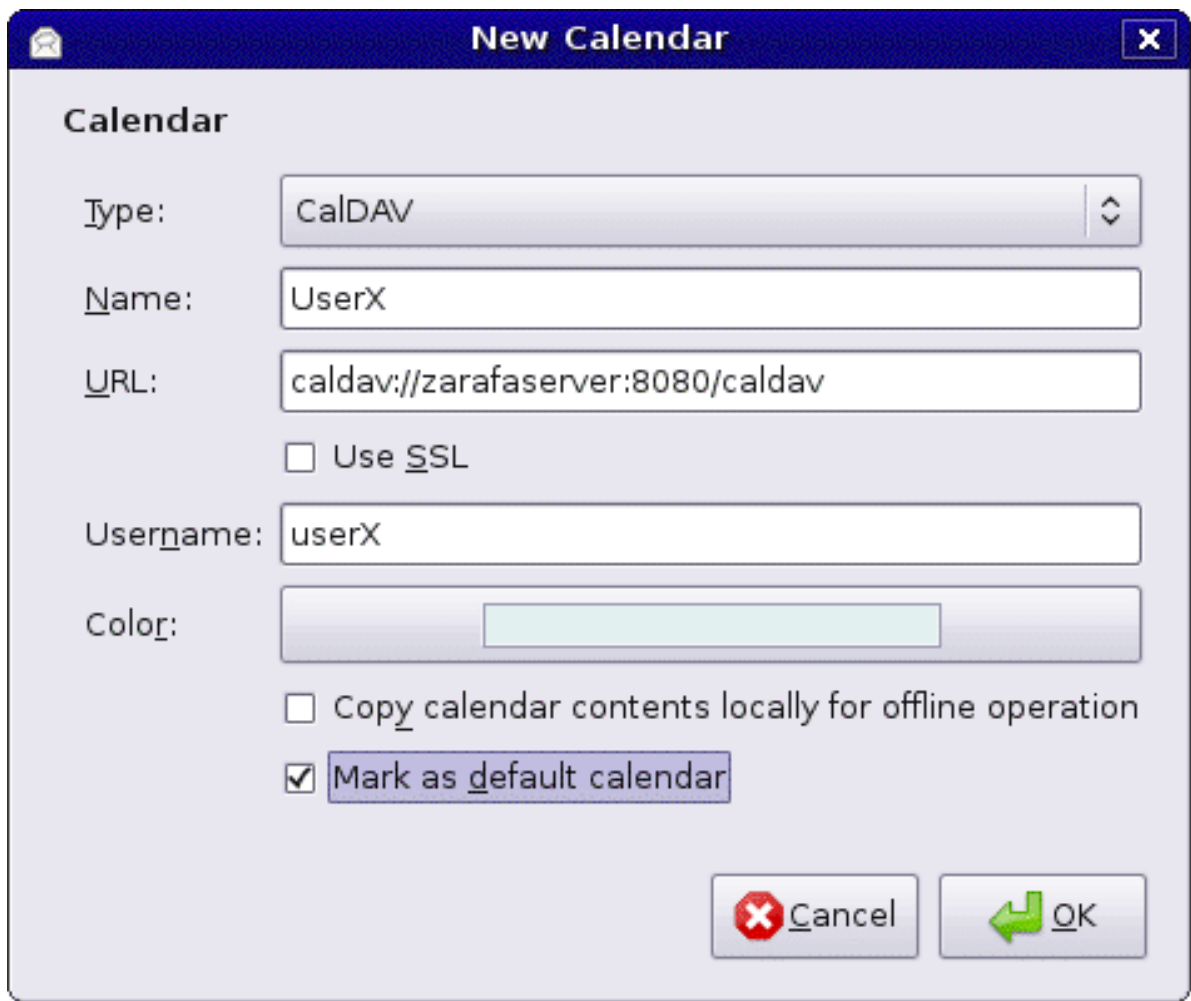 New Calendar
Calendar
Type: CalDAV
Name: UserX
URL: caldav://zarafaserver:8080/caldav
Use SSL
Username: userX
Color:
Copy calendar contents locally for offline operation
Mark as default calendar
Cancel OK